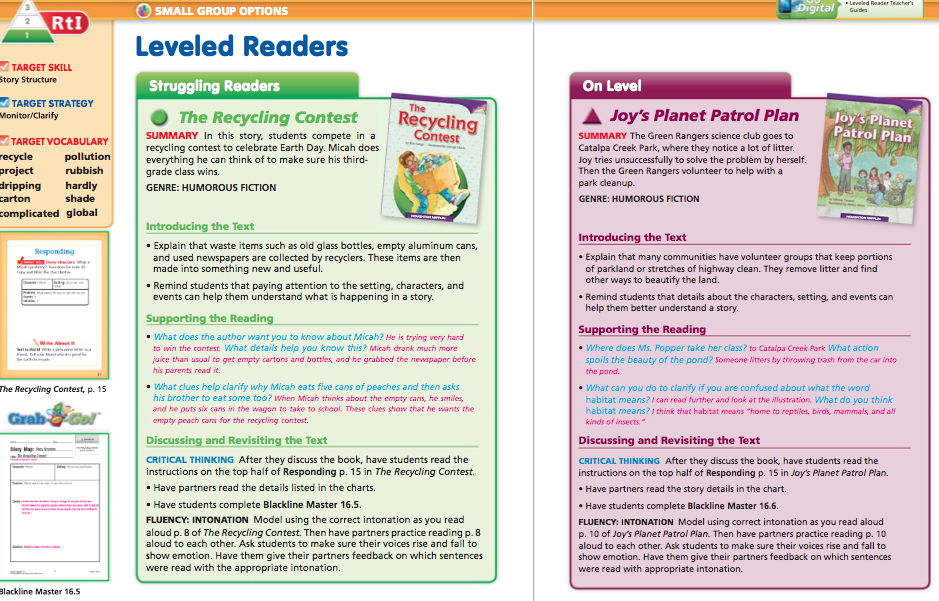 3
2
1
RtI
SMALL GROUP OPTIONS
Digital
• Leveled Reader Teacher's
Guides
Leveled Readers
TARGET SKILL
Story Structure
TARGET STRATEGY
Monitor/Clarify
TARGET VOCABULARY
recycle pollution
project rubbish
dripping hardly
carton shade
complicated global
Responding
Write About It
The Recycling Contest, p. 15
Grab & Go!
Blackline Master 16.5
Struggling Readers
The Recycling Contest
SUMMARY In this story, students compete in a
recycling contest to celebrate Earth Day. Micah does
everything he can think of to make sure his third-
grade class wins.
GENRE: HUMOROUS FICTION
The
Recycling
Contest
HOUGHTON MIFFLIN
Introducing the Text
• Explain that waste items such as old glass bottles, empty aluminum cans,
and used newspapers are collected by recyclers. These items are then
made into something new and useful.
• Remind students that paying attention to the setting, characters, and
events can help them understand what is happening in a story.
Supporting the Reading
• What does the author want you to know about Micah? He is trying very hard
to win the contest. What details help you know this? Micah drank much more
juice than usual to get empty cartons and bottles, and he grabbed the newspaper before
his parents read it.
• What clues help clarify why Micah eats five cans of peaches and then asks
his brother to eat some too? When Micah thinks about the empty cans, he smiles,
and he puts six cans in the wagon to take to school. These clues show that he wants the
empty peach cans for the recycling contest.
Discussing and Revisiting the Text
CRITICAL THINKING After they discuss the book, have students read the
instructions on the top half of Responding p. 15 in The Recycling Contest.
• Have partners read the details listed in the charts.
• Have students complete Blackline Master 16.5.
FLUENCY: INTONATION Model using the correct intonation as you read
aloud p. 8 of The Recycling Contest. Then have partners practice reading p. 8
aloud to each other. Ask students to make sure their voices rise and fall to
show emotion. Have them give their partners feedback on which sentences
were read with the appropriate intonation.
On Level
Joy's Planet Patrol Plan
SUMMARY The Green Rangers science club goes to
Catalpa Creek Park, where they notice a lot of litter.
Joy tries unsuccessfully to solve the problem by herself.
Then the Green Rangers volunteer to help with a
park cleanup.
GENRE: HUMOROUS FICTION
Joy's Planet
Patrol Plan
HOUGHTON MIFFLIN
Introducing the Text
• Explain that many communities have volunteer groups that keep portions
of parkland or stretches of highway clean. They remove litter and find
other ways to beautify the land.
• Remind students that details about the characters, setting, and events can
help them better understand a story.
Supporting the Reading
• Where does Ms. Popper take her class? to Catalpa Creek Park What action
spoils the beauty of the pond? Someone litters by throwing trash from the car into
the pond.
• What can you do to clarify if you are confused about what the word
habitat means? I can read further and look at the illustration. What do you think
habitat means? I think that habitat means "home to reptiles, birds, mammals, and all
kinds of insects."
Discussing and Revisiting the Text
CRITICAL THINKING After they discuss the book, have students read the
instructions on the top half of Responding p. 15 in Joy's Planet Patrol Plan.
• Have partners read the story details in the chart.
• Have students complete Blackline Master 16.6.
FLUENCY: INTONATION Model using correct intonation as you read aloud
p. 10 of Joy's Planet Patrol Plan. Then have partners practice reading p. 10
aloud to each other. Ask students to make sure their voices rise and fall to
show emotion. Have them give their partners feedback on which sentences
were read with appropriate intonation.